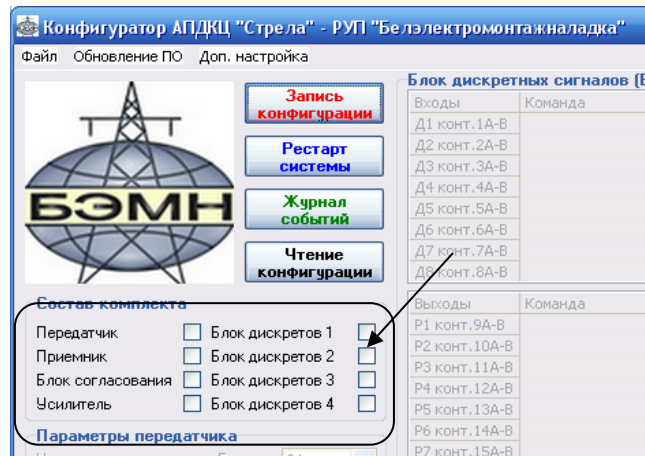 Конфигуратор АПДКЦ "Стрела" - РУП "Белэлектромонтажналадка"
Файл Обновление ПО Доп. настройка
БЭМН
Запись
конфигурации
Рестарт
системы
Журнал
событий
Чтение
конфигурации
Состав комплекта
Передатчик Блок дискретов 1
Приемник Блок дискретов 2
Блок согласования Блок дискретов 3
Усилитель Блок дискретов 4
Параметры передатчика
Блок дискретных сигналов
Входы Команда
Д1 конт.1А-В
Д2 конт.2А-В
Д3 конт.3А-В
Д4 конт.4А-В
Д5 конт.5А-В
Д6 конт.6А-В
Д7 конт.7А-В
Д8 конт.8А-В
Выходы Команда
Р1 конт.9А-В
Р2 конт.10А-В
Р3 конт.11А-В
Р4 конт.12А-В
Р5 конт.13А-В
Р6 конт.14А-В
Р7 конт.15А-В